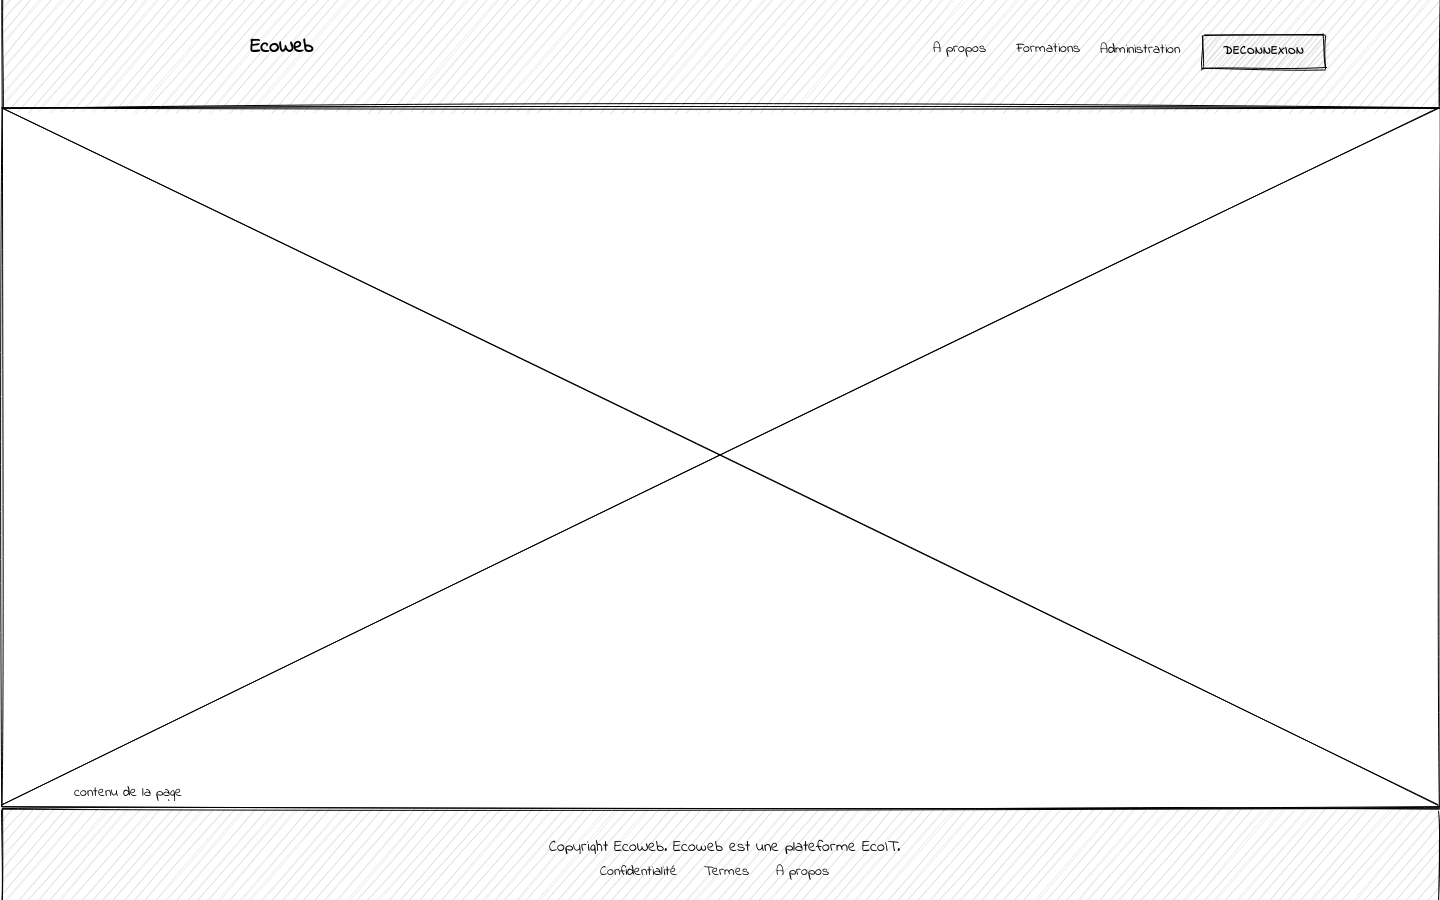 Ecoweb
A propos Formations Administration DECONNEXION
contenu de la page
Copyright Ecoweb. Ecoweb est une plateforme EcoIT.
Confidentialité Termes A propos